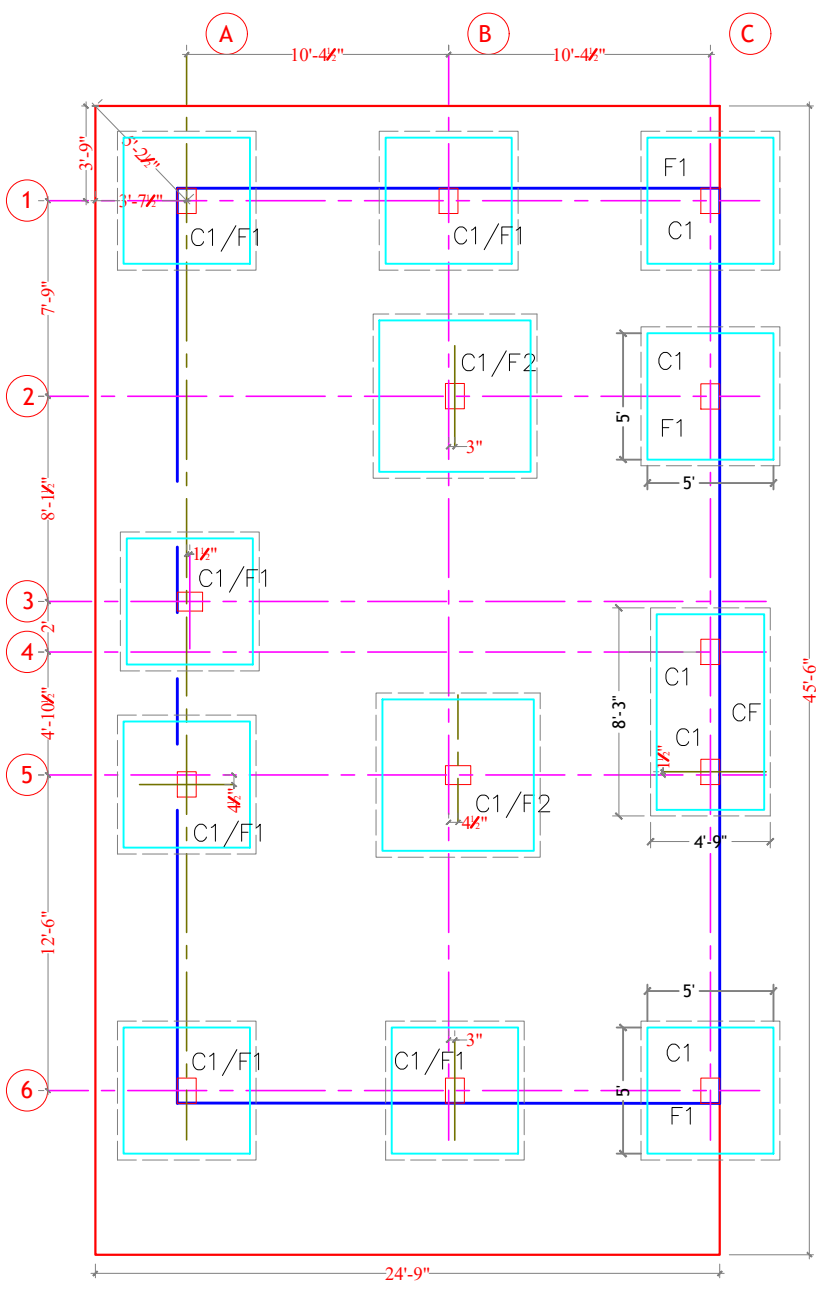 A
B
C
10'-4½"
10'-4½"
3'-9"
5'-2½"
F1
1
3'-7½"
C1/F1
C1/F1
C1
7'-9"
C1/F2
C1
2
5'
F1
3"
5'
8'-1½"
1½"
C1/F1
3
2'
4
C1
45'-6"
4'-10½"
8'-3"
CF
C1
1½"
5
4½"
C1/F2
4½"
C1/F1
4'-9"
12'-6"
5'
3"
C1/F1
C1/F1
C1
6
5'
F1
24'-9"